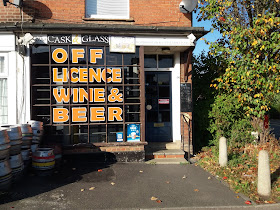 CASK & GLASS
OFF
LICENCE
WINE &
BEER